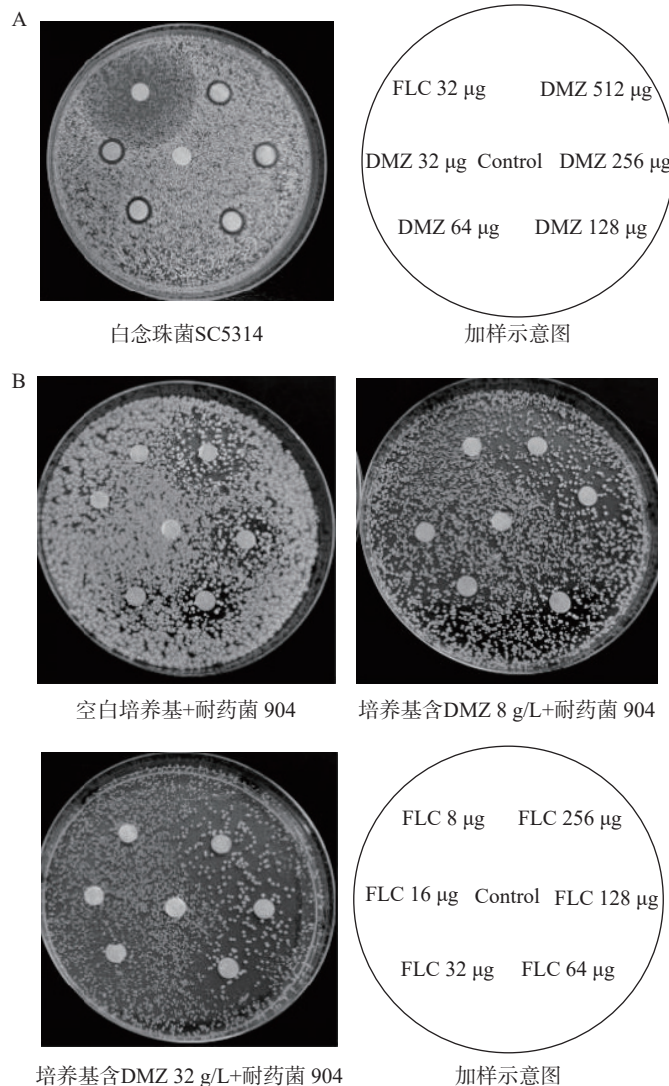 A
FLC 32 μg DMZ 512 μg
DMZ 32 μg Control DMZ 256 μg
DMZ 64 μg DMZ 128 μg
白念珠菌SC5314 加样示意图
B
空白培养基+耐药菌 904 培养基含DMZ 8 g/L+耐药菌 904
FLC 8 μg FLC 256 μg
FLC 16 μg Control FLC 128 μg
FLC 32 μg FLC 64 μg
培养基含DMZ 32 g/L+耐药菌 904 加样示意图